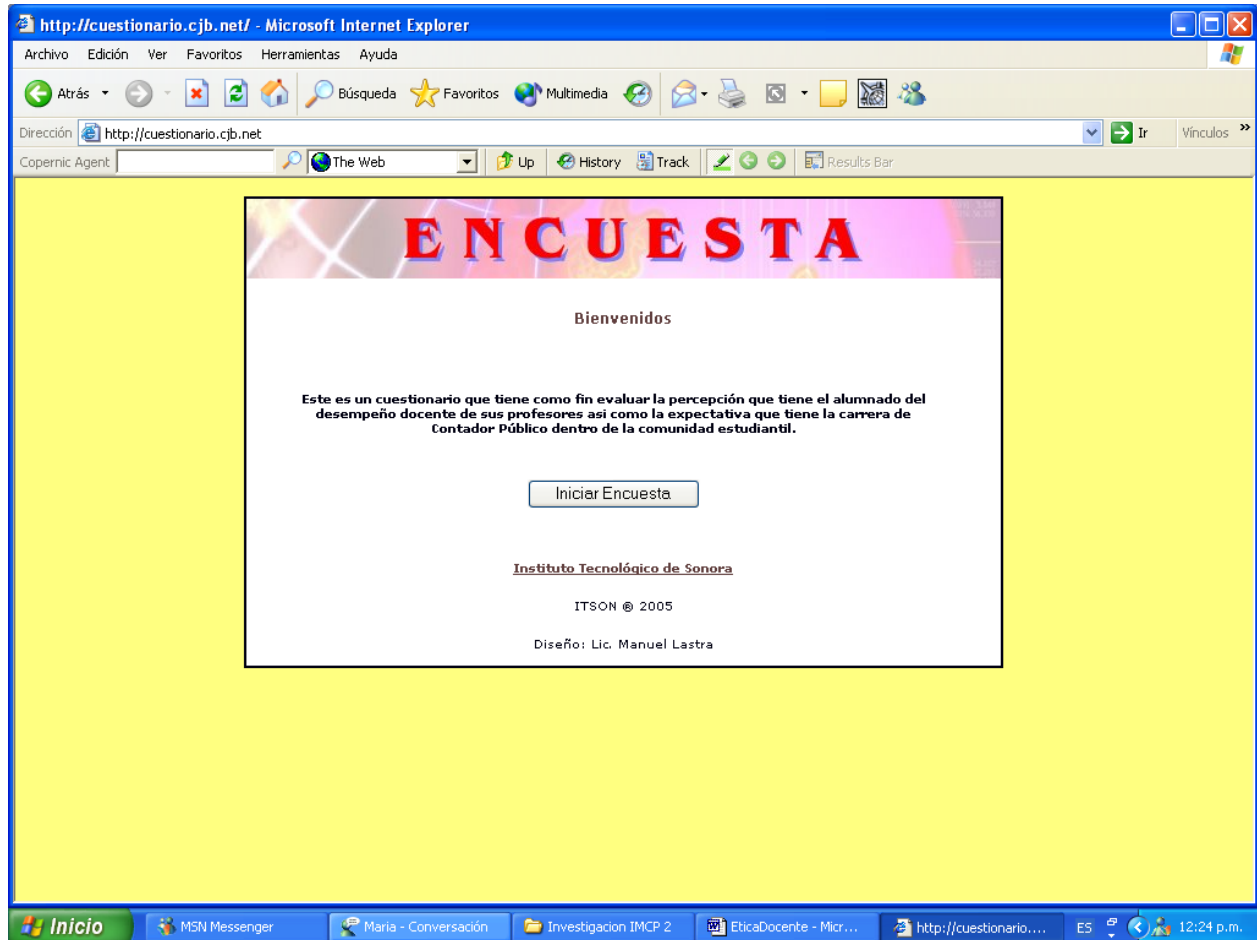 http://cuestionario.cjb.net/ - Microsoft Internet Explorer
Archivo Edición Ver Favoritos Herramientas Ayuda
Atrás Búsqueda Favoritos Multimedia
Dirección http://cuestionario.cjb.net Ir Vínculos »
Copernic Agent The Web Up History Track Results Bar
ENCUESTA
Bienvenidos
Este es un cuestionario que tiene como fin evaluar la percepción que tiene el alumnado del
desempeño docente de sus profesores asi como la expectativa que tiene la carrera de
Contador Público dentro de la comunidad estudiantil.
Iniciar Encuesta
Instituto Tecnológico de Sonora
ITSON ® 2005
Diseño: Lic. Manuel Lastra
Inicio MSN Messenger Maria - Conversación Investigacion IMCP 2 EticaDocente - Micr... http://cuestionario.... ES 12:24 p.m.